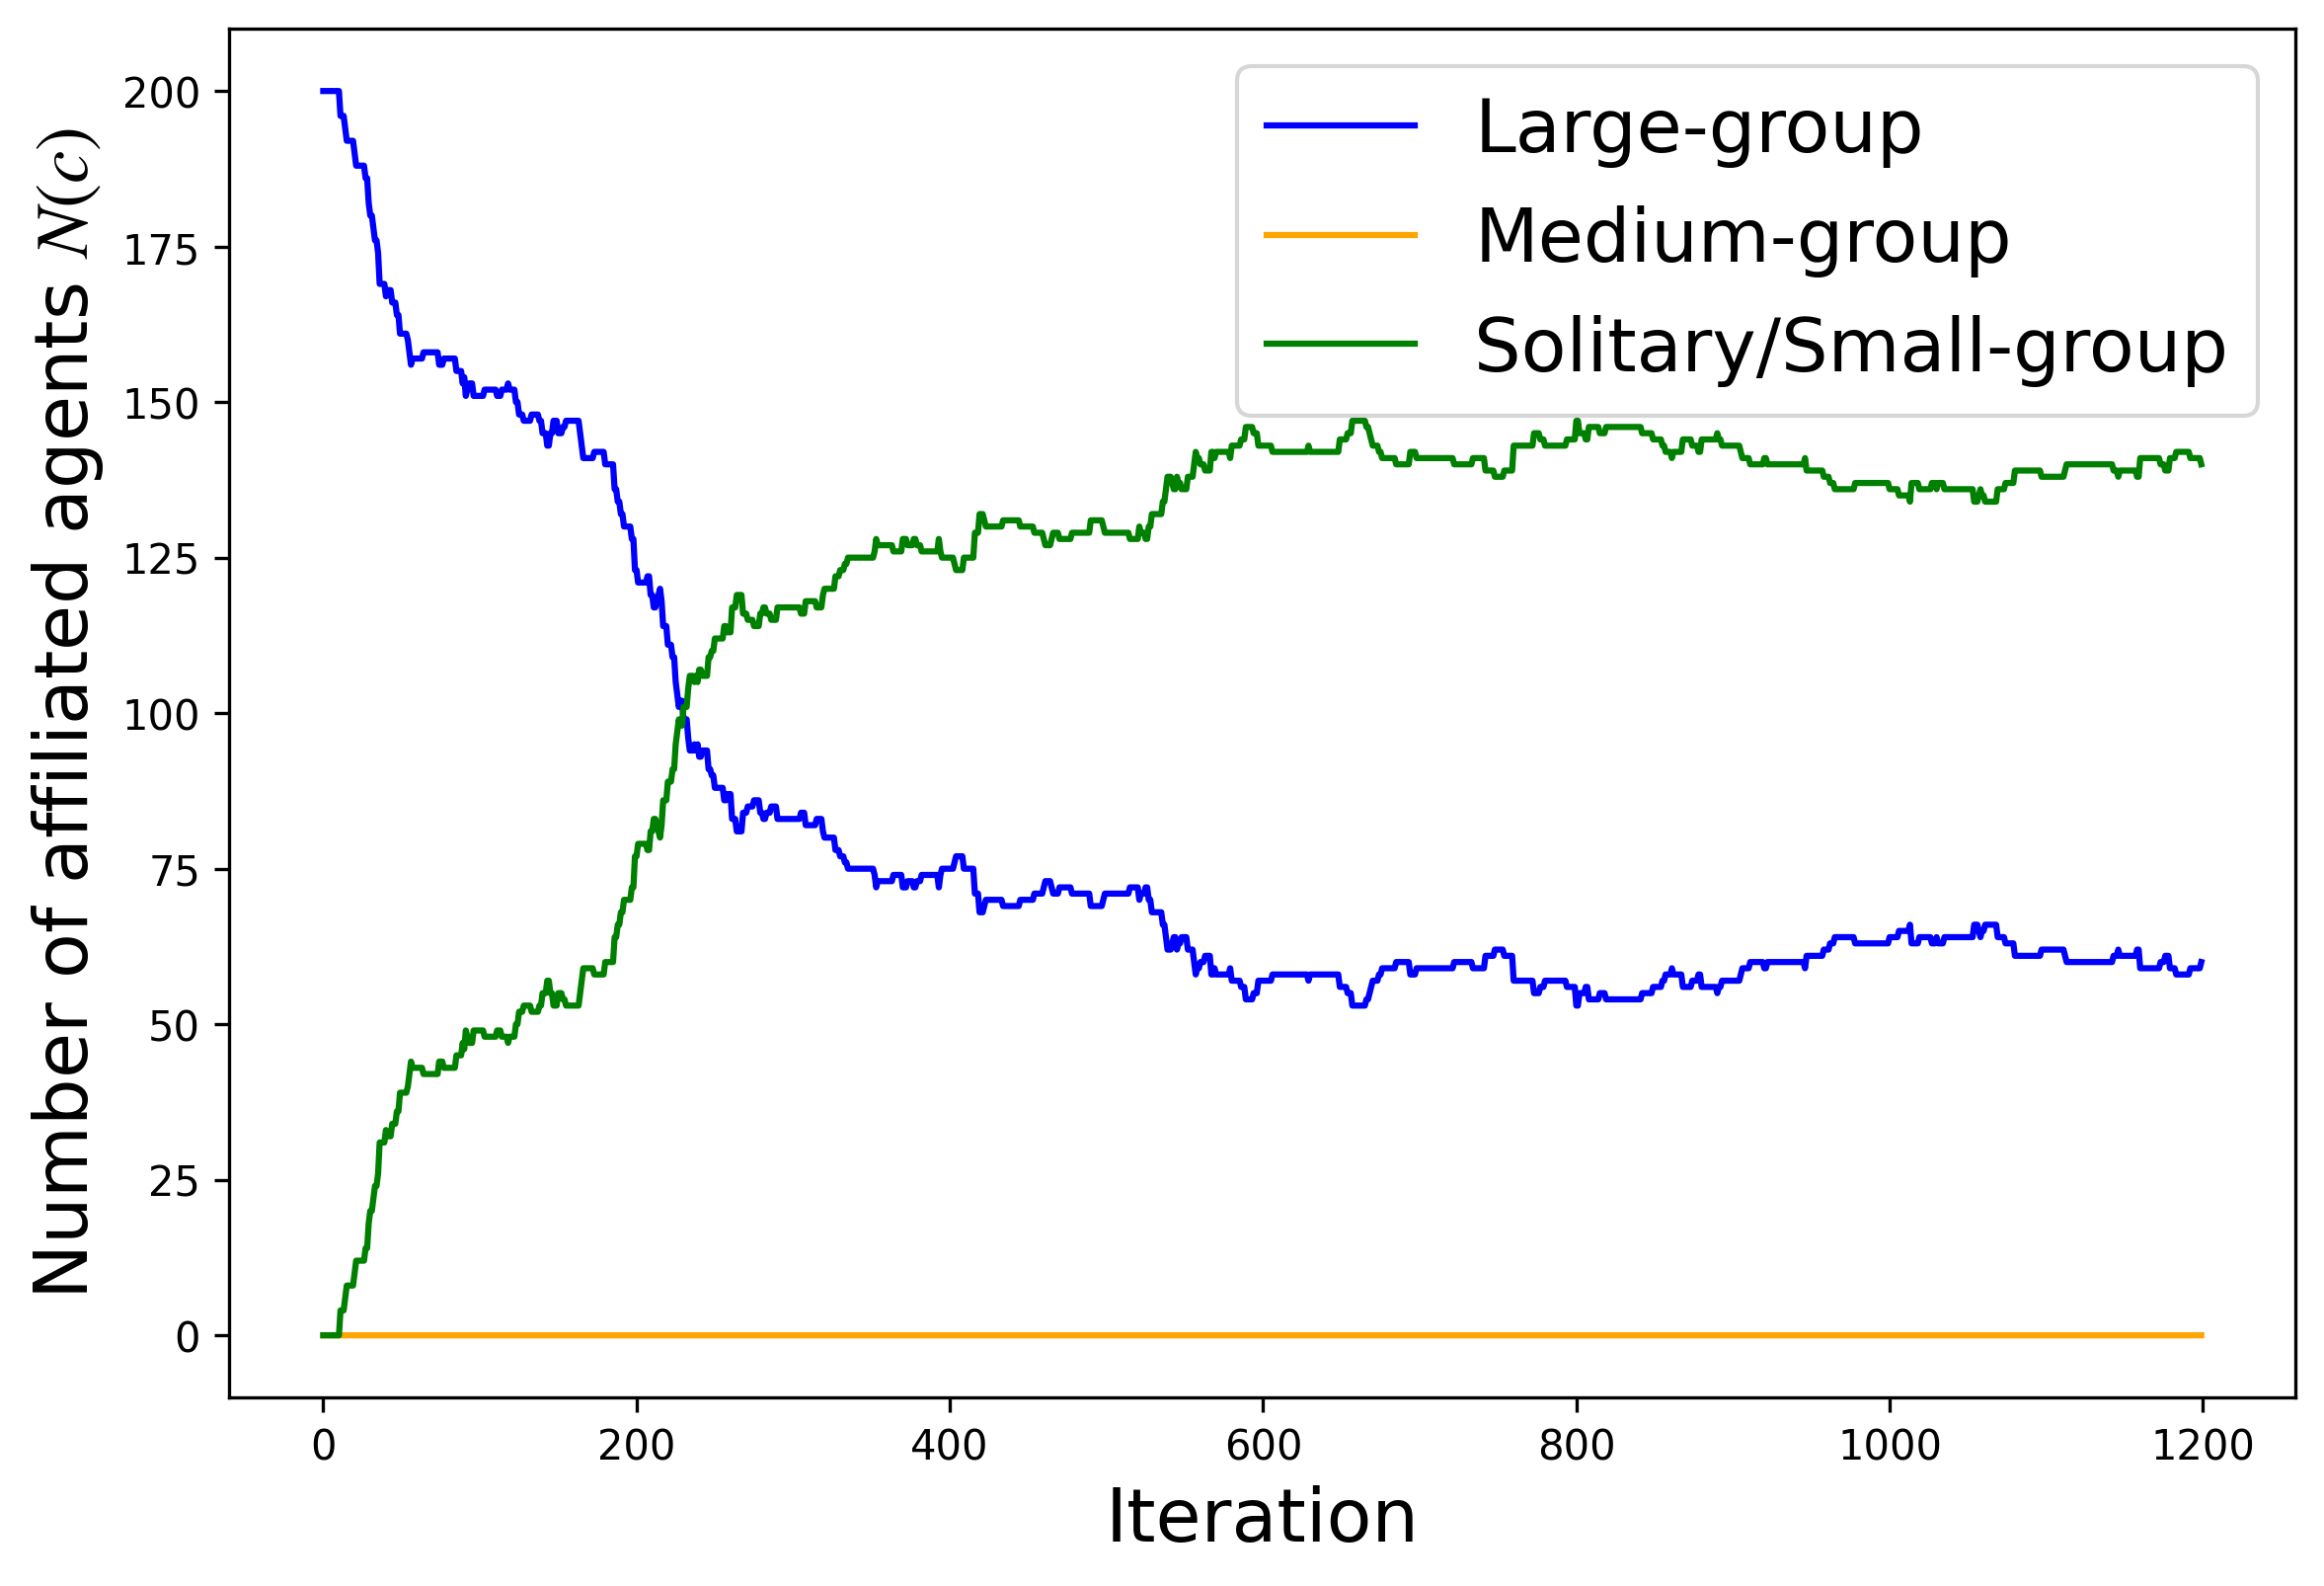 Number of affiliated agents N(c)
200
175
150
125
100
75
50
25
0
Large-group
Medium-group
Solitary/Small-group
0 200 400 600 800 1000 1200
Iteration